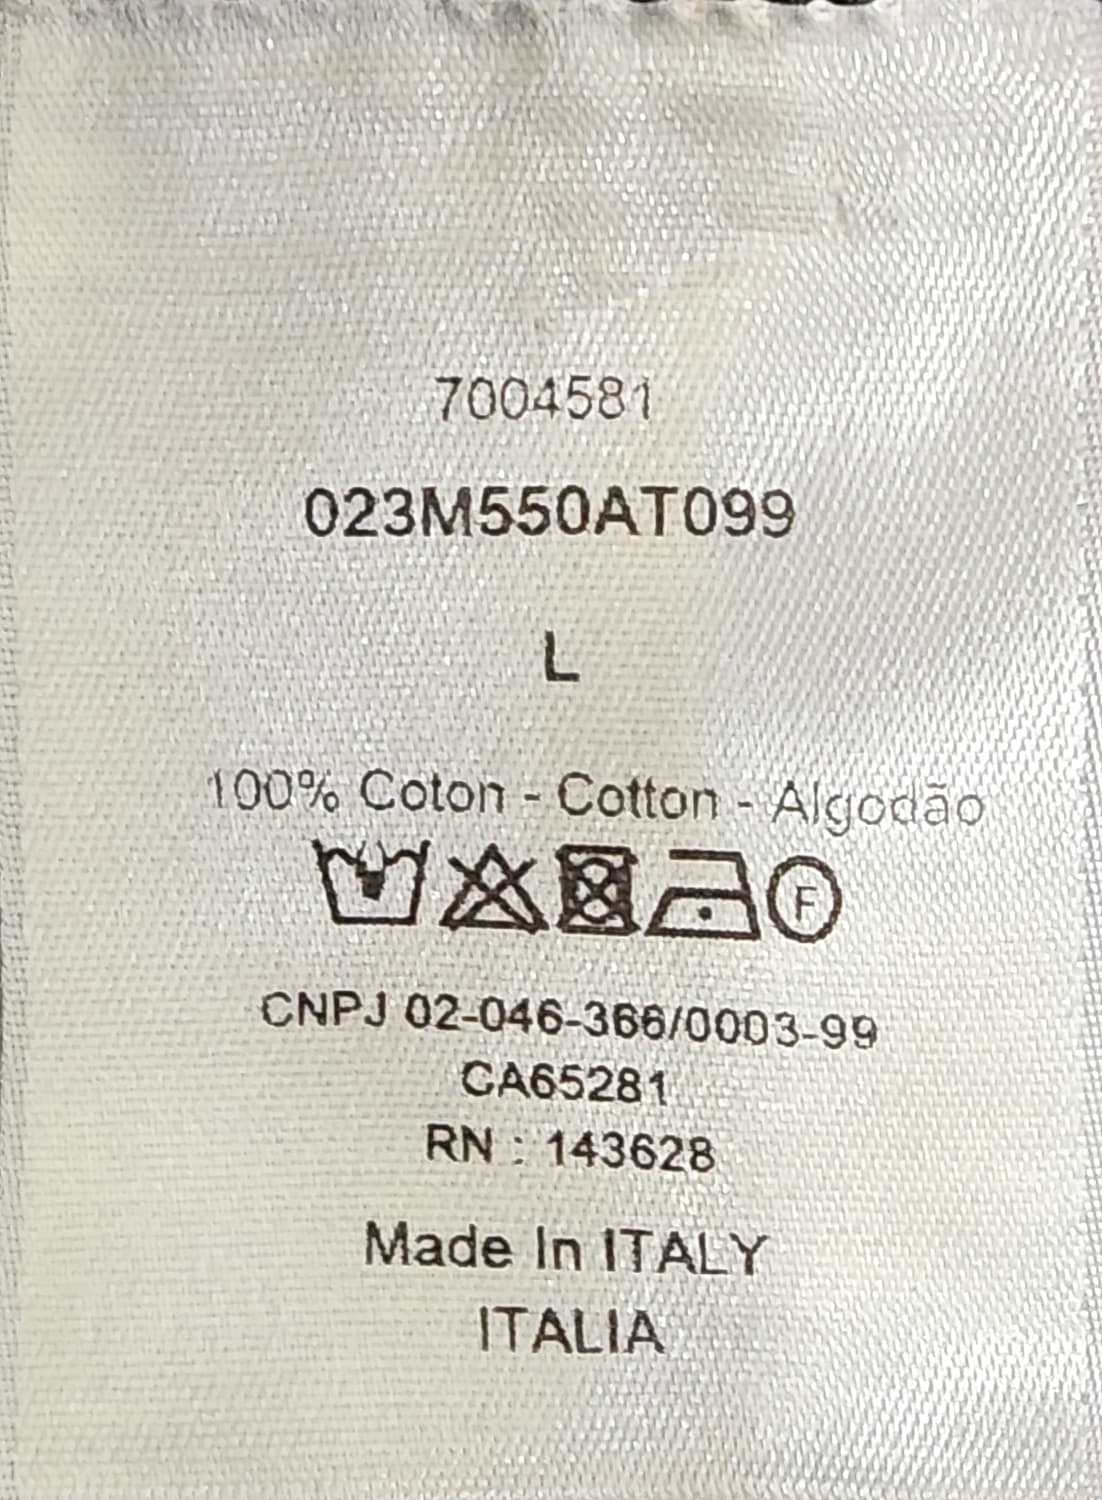 7004581
023M550AT099
L
100% Coton - Cotton - Algodão
F
CNPJ 02-046-366/0003-99
CA65281
RN : 143628
Made In ITALY
ITALIA